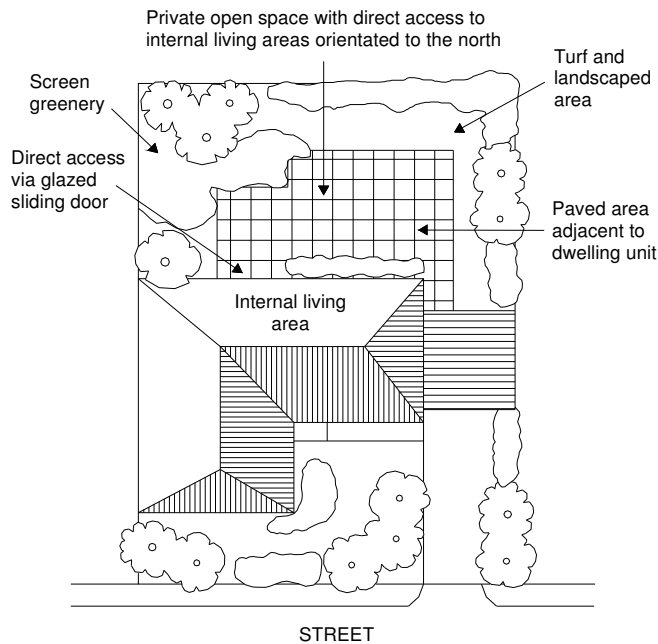 Private open space with direct access to
internal living areas orientated to the north
Screen
greenery
Turf and
landscaped
area
Direct access
via glazed
sliding door
Paved area
adjacent to
dwelling unit
Internal living
area
STREET